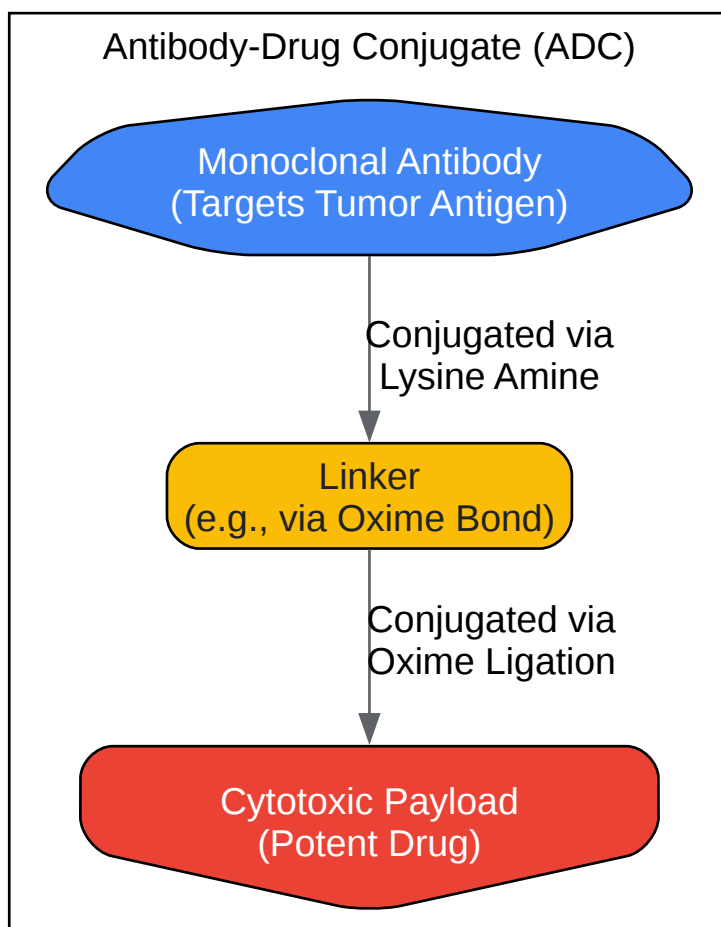 Antibody-Drug Conjugate (ADC)
Monoclonal Antibody
(Targets Tumor Antigen)
Conjugated via
Lysine Amine
Linker
(e.g., via Oxime Bond)
Conjugated via
Oxime Ligation
Cytotoxic Payload
(Potent Drug)